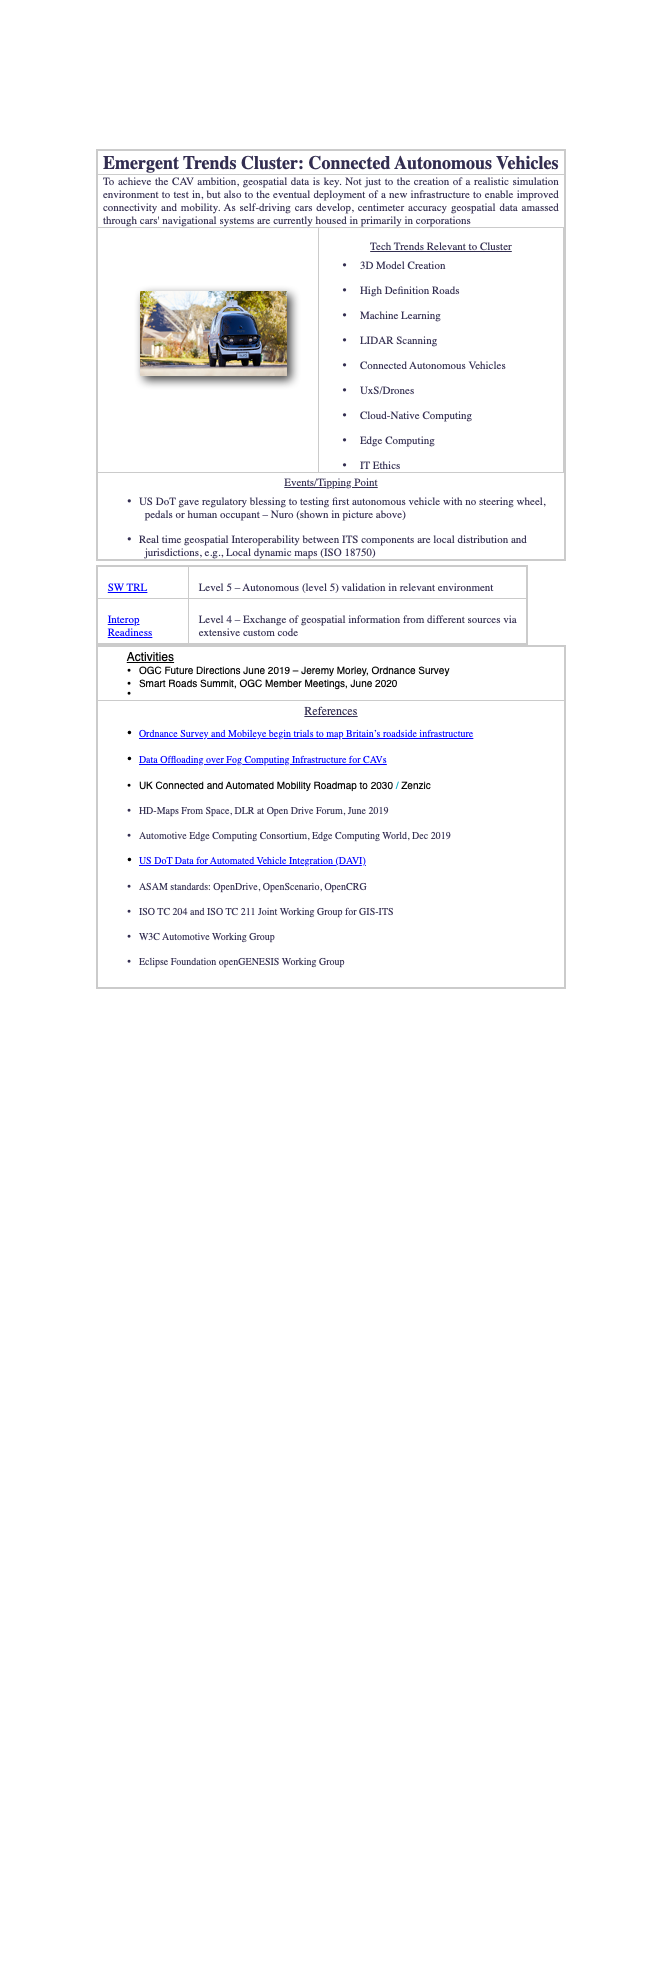 Emergent Trends Cluster: Connected Autonomous Vehicles
To achieve the CAV ambition, geospatial data is key. Not just to the creation of a realistic simulation
environment to test in, but also to the eventual deployment of a new infrastructure to enable improved
connectivity and mobility. As self-driving cars develop, centimeter accuracy geospatial data amassed
through cars' navigational systems are currently housed in primarily in corporations
Tech Trends Relevant to Cluster
• 3D Model Creation
• High Definition Roads
• Machine Learning
• LIDAR Scanning
• Connected Autonomous Vehicles
• UxS/Drones
• Cloud-Native Computing
• Edge Computing
• IT Ethics
Events/Tipping Point
• US DoT gave regulatory blessing to testing first autonomous vehicle with no steering wheel,
pedals or human occupant – Nuro (shown in picture above)
• Real time geospatial Interoperability between ITS components are local distribution and
jurisdictions, e.g., Local dynamic maps (ISO 18750)
SW TRL
Level 5 – Autonomous (level 5) validation in relevant environment
Interop
Readiness
Level 4 – Exchange of geospatial information from different sources via
extensive custom code
Activities
• OGC Future Directions June 2019 – Jeremy Morley, Ordnance Survey
• Smart Roads Summit, OGC Member Meetings, June 2020
•
References
• Ordnance Survey and Mobileye begin trials to map Britain's roadside infrastructure
• Data Offloading over Fog Computing Infrastructure for CAVs
• UK Connected and Automated Mobility Roadmap to 2030 / Zenzic
• HD-Maps From Space, DLR at Open Drive Forum, June 2019
• Automotive Edge Computing Consortium, Edge Computing World, Dec 2019
• US DoT Data for Automated Vehicle Integration (DAVI)
• ASAM standards: OpenDrive, OpenScenario, OpenCRG
• ISO TC 204 and ISO TC 211 Joint Working Group for GIS-ITS
• W3C Automotive Working Group
• Eclipse Foundation openGENESIS Working Group